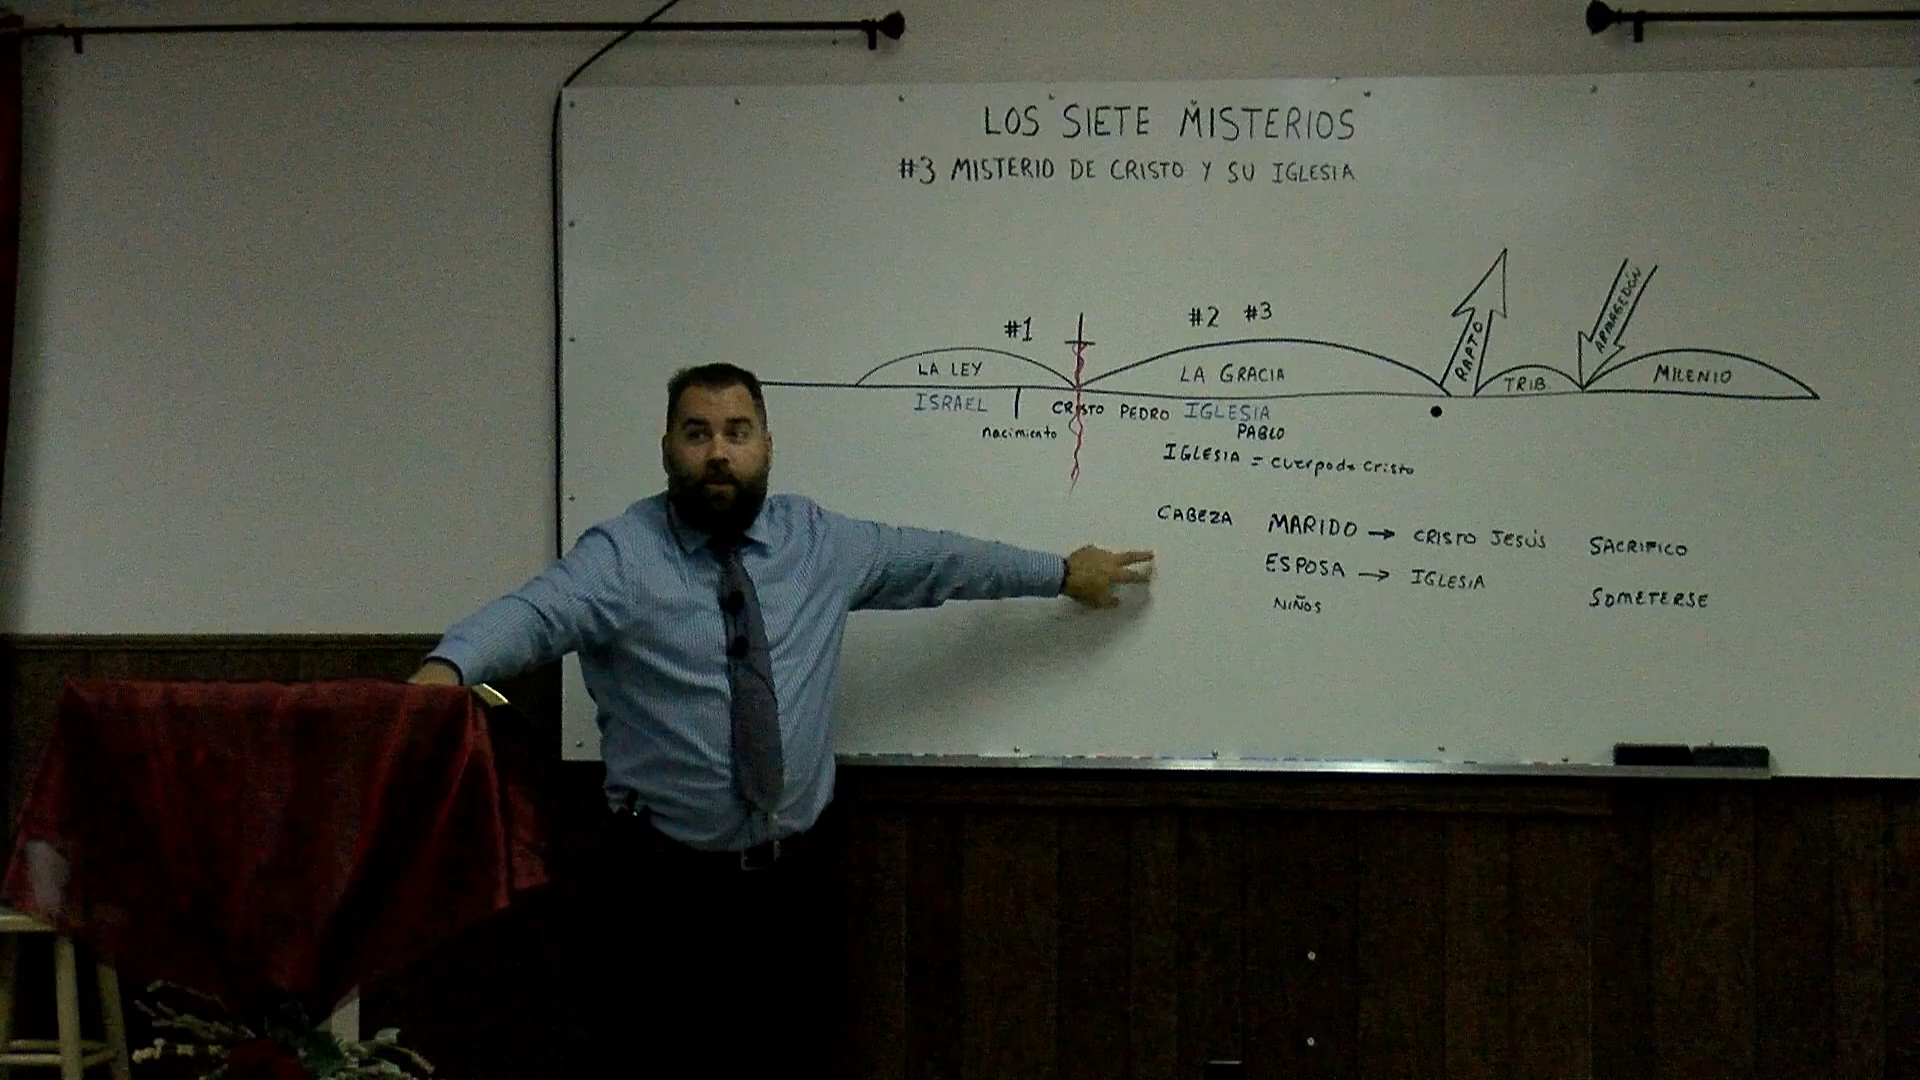 LOS SIETE MISTERIOS
#3 MISTERIO DE CRISTO Y SU IGLESIA
#1 #2 #3
RAPTO ARMAGEDÓN
LA LEY LA GRACIA TRIB. MILENIO
ISRAEL CRISTO PEDRO IGLESIA
nacimiento PABLO
IGLESIA = cuerpo de Cristo
CABEZA MARIDO → CRISTO JESÚS SACRIFICO
ESPOSA → IGLESIA
NIÑOS SOMETERSE